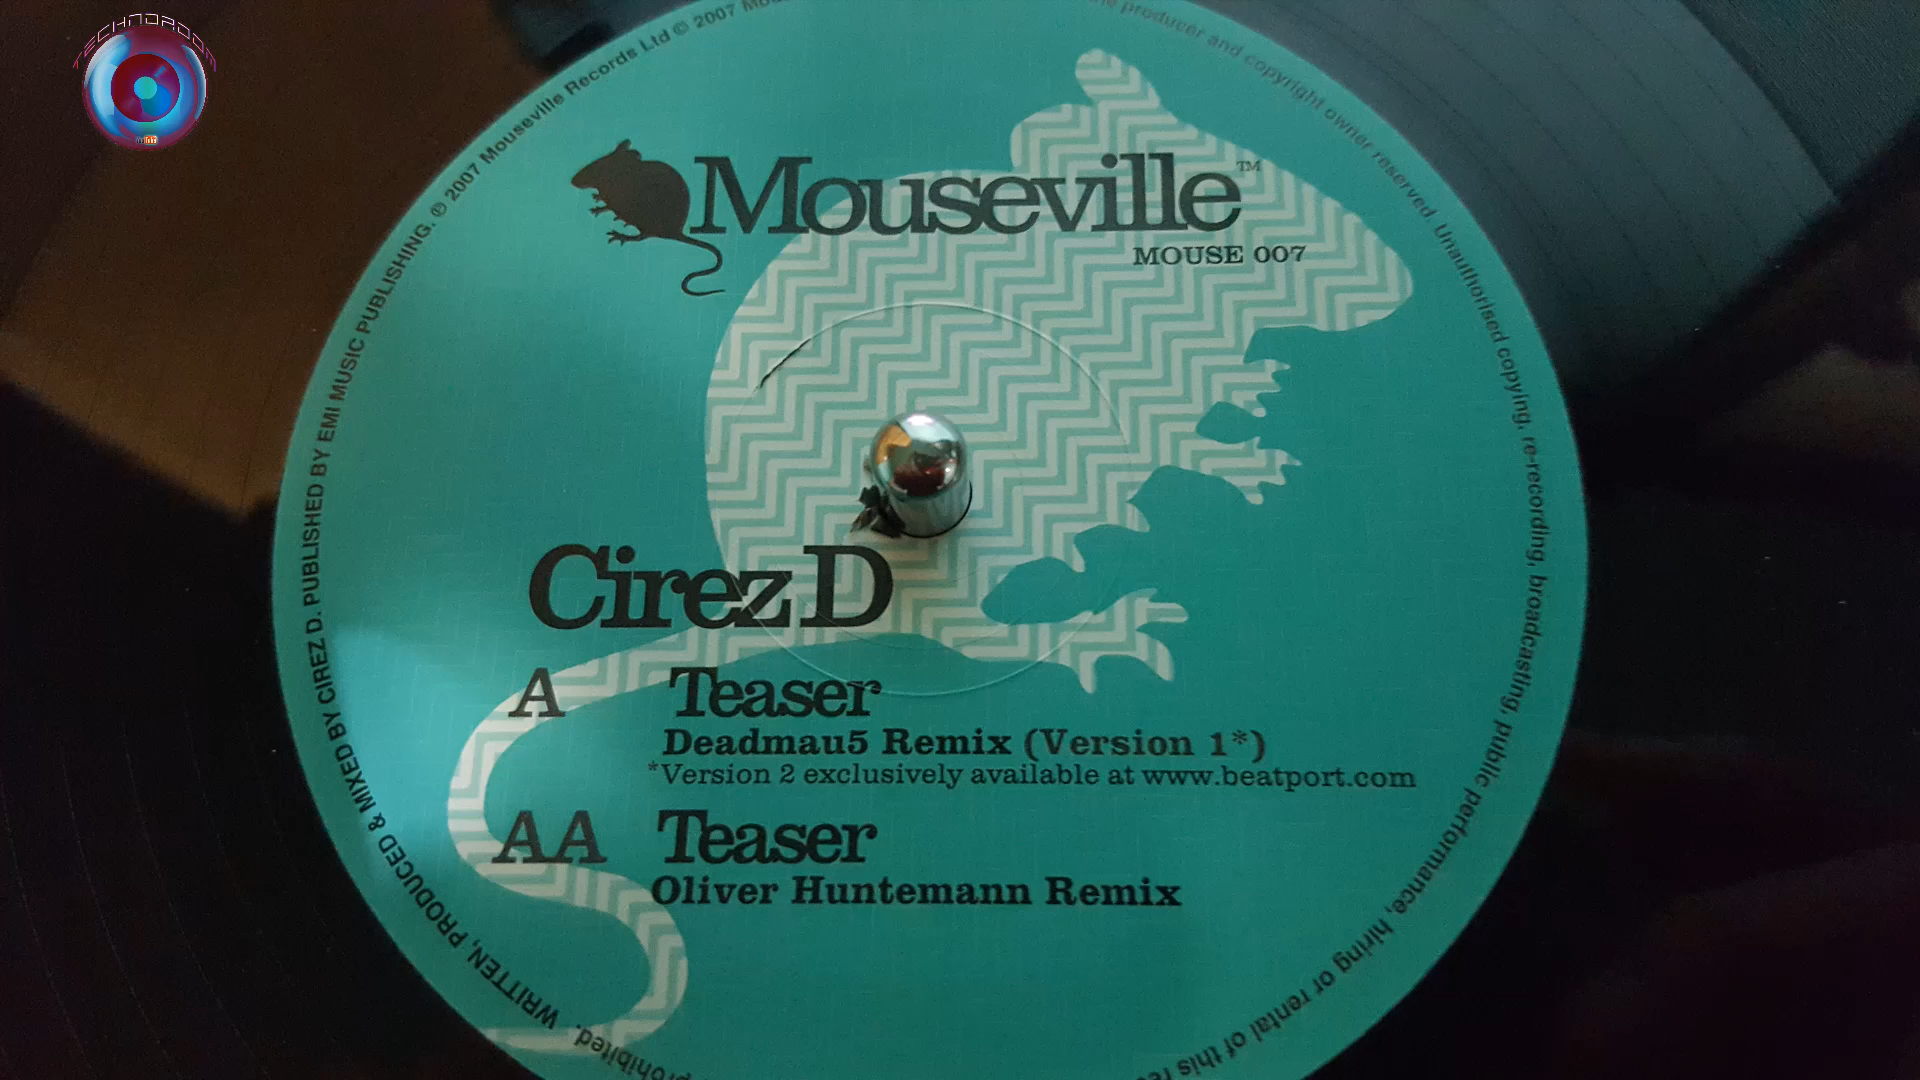 TECHNOROOM
Mouseville™
MOUSE 007
Cirez D
A Teaser
Deadmau5 Remix (Version 1*)
*Version 2 exclusively available at www.beatport.com
AA Teaser
Oliver Huntemann Remix
WRITTEN, PRODUCED & MIXED BY CIREZ D. PUBLISHED BY EMI MUSIC PUBLISHING. ℗ 2007 Mouseville Records Ltd © 2007
producer and copyright owner reserved. Unauthorised copying, re-recording, broadcasting, public performance, hiring or rental of this
prohibited.